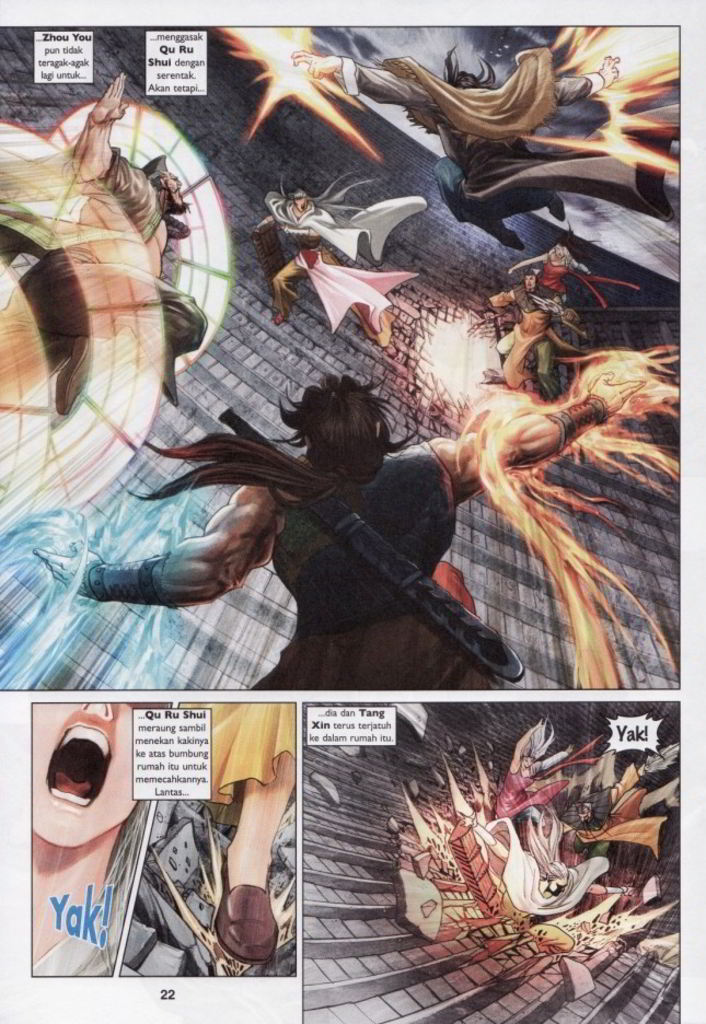 ...Zhou You
pun tidak
teragak-agak
lagi untuk...
...menggasak
Qu Ru
Shui dengan
serentak.
Akan tetapi...
...Qu Ru Shui
meraung sambil
menekan kakinya
ke atas bumbung
rumah itu untuk
memecahkannya.
Lantas...
Yak!
...dia dan Tang
Xin terus terjatuh
ke dalam rumah itu.
Yak!
22